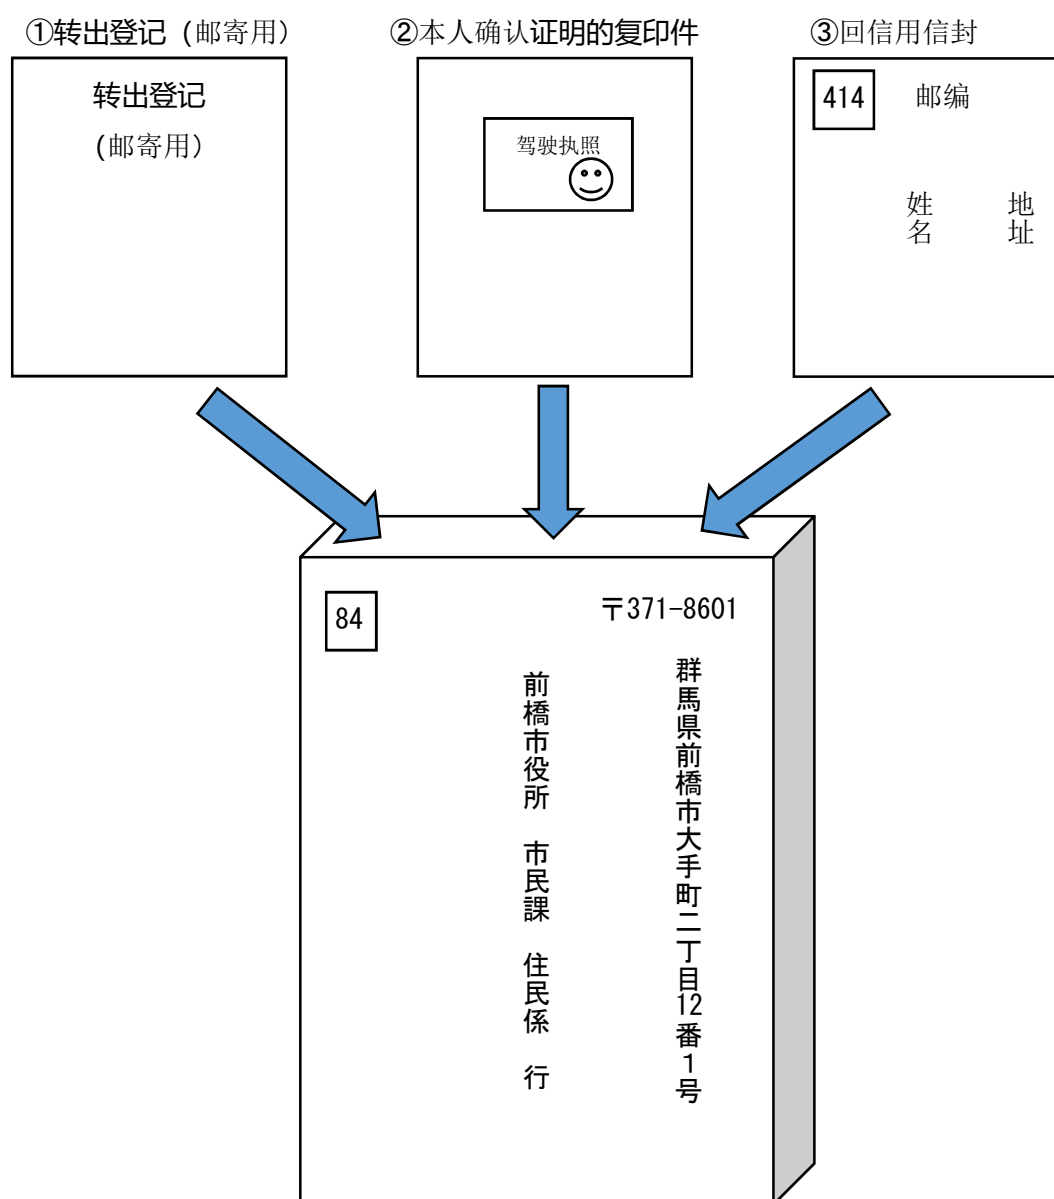 ①转出登记 (邮寄用)
②本人确认证明的复印件
③回信用信封
转出登记
(邮寄用)
驾驶执照
414
邮编
地址
姓名
84
〒371-8601
群馬県前橋市大手町二丁目12番1号
前橋市役所 市民課 住民係 行